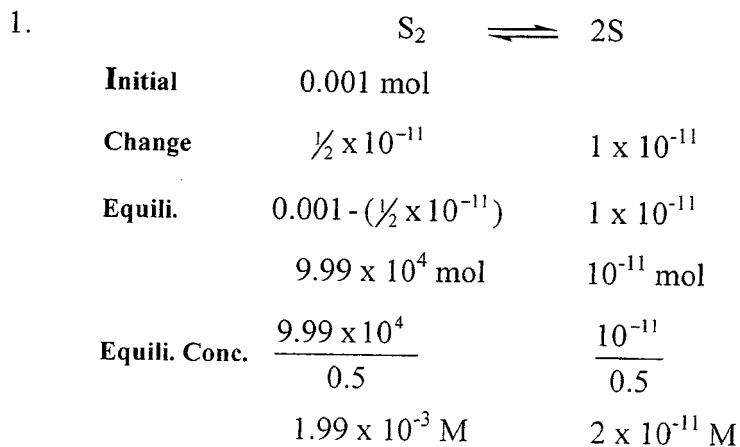 1. S₂ ⇌ 2S
Initial 0.001 mol
Change ½ x 10⁻¹¹ 1 x 10⁻¹¹
Equili. 0.001 - (½ x 10⁻¹¹) 1 x 10⁻¹¹
9.99 x 10⁴ mol 10⁻¹¹ mol
Equili. Conc. 9.99 x 10⁴ / 0.5 10⁻¹¹ / 0.5
1.99 x 10⁻³ M 2 x 10⁻¹¹ M